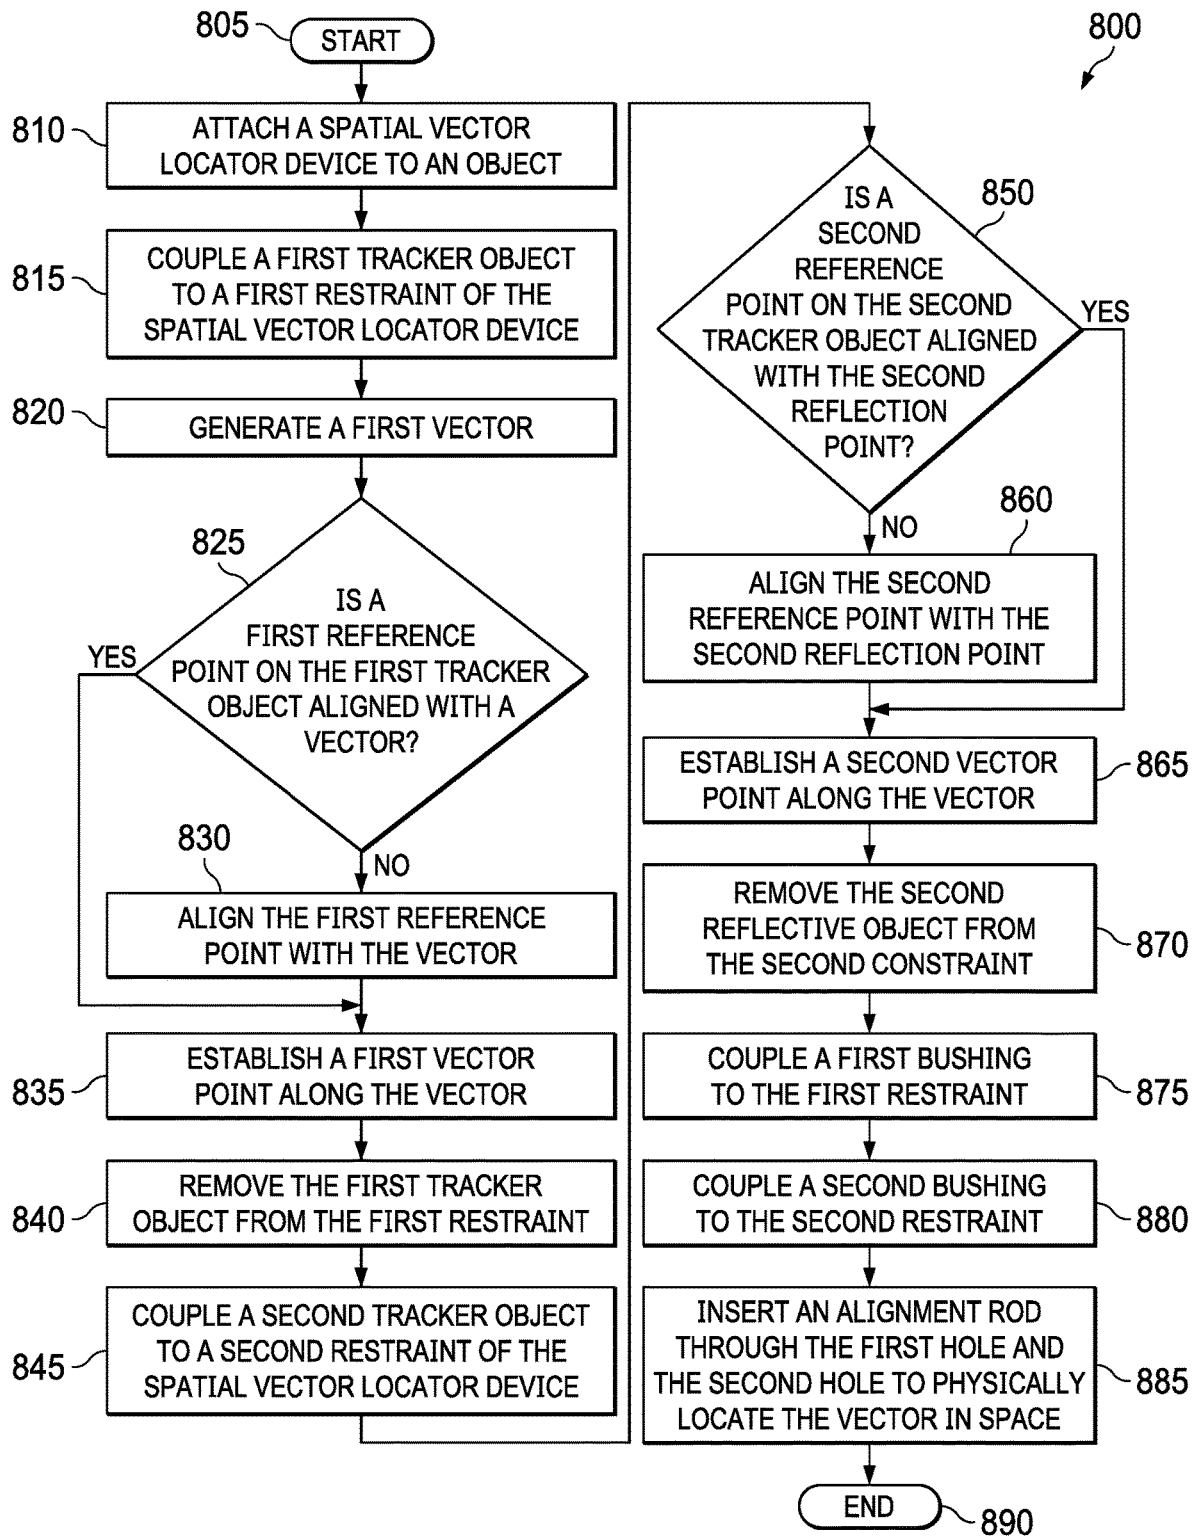 800
805
START
810
ATTACH A SPATIAL VECTOR
LOCATOR DEVICE TO AN OBJECT
815
COUPLE A FIRST TRACKER OBJECT
TO A FIRST RESTRAINT OF THE
SPATIAL VECTOR LOCATOR DEVICE
820
GENERATE A FIRST VECTOR
825
IS A
FIRST REFERENCE
POINT ON THE FIRST TRACKER
OBJECT ALIGNED WITH A
VECTOR?
YES
NO
830
ALIGN THE FIRST REFERENCE
POINT WITH THE VECTOR
835
ESTABLISH A FIRST VECTOR
POINT ALONG THE VECTOR
840
REMOVE THE FIRST TRACKER
OBJECT FROM THE FIRST RESTRAINT
845
COUPLE A SECOND TRACKER OBJECT
TO A SECOND RESTRAINT OF THE
SPATIAL VECTOR LOCATOR DEVICE
850
IS A
SECOND
REFERENCE
POINT ON THE SECOND
TRACKER OBJECT ALIGNED
WITH THE SECOND
REFLECTION
POINT?
YES
NO
860
ALIGN THE SECOND
REFERENCE POINT WITH THE
SECOND REFLECTION POINT
865
ESTABLISH A SECOND VECTOR
POINT ALONG THE VECTOR
870
REMOVE THE SECOND
REFLECTIVE OBJECT FROM
THE SECOND CONSTRAINT
875
COUPLE A FIRST BUSHING
TO THE FIRST RESTRAINT
880
COUPLE A SECOND BUSHING
TO THE SECOND RESTRAINT
885
INSERT AN ALIGNMENT ROD
THROUGH THE FIRST HOLE AND
THE SECOND HOLE TO PHYSICALLY
LOCATE THE VECTOR IN SPACE
END
890